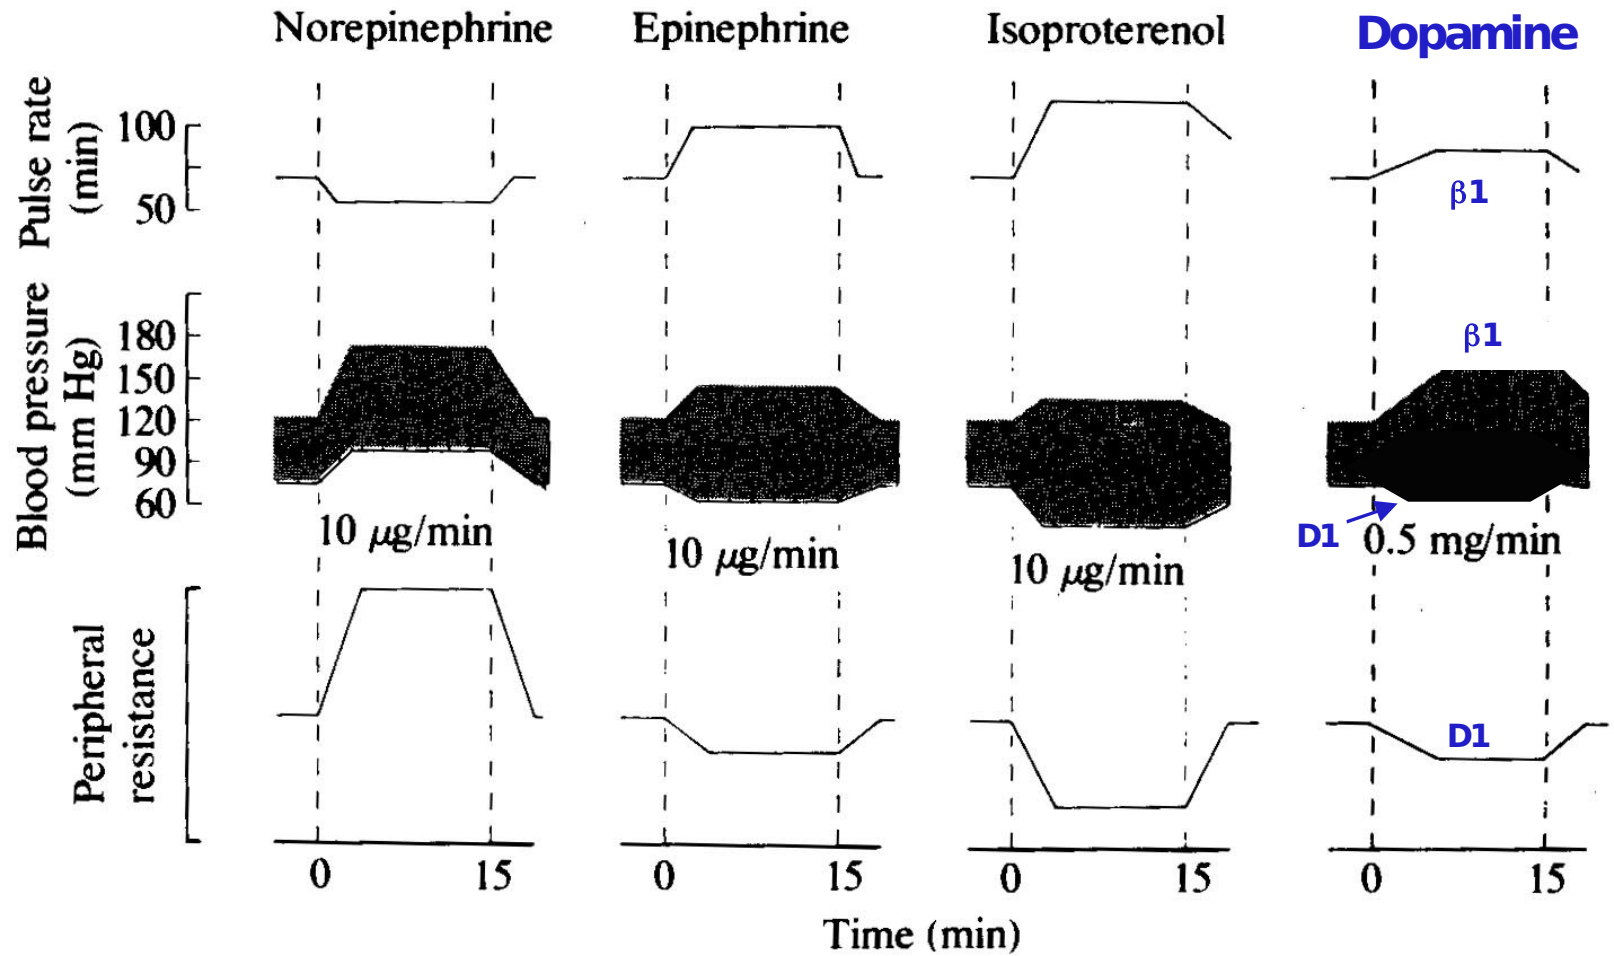 Norepinephrine
Epinephrine
Isoproterenol
Dopamine
Pulse rate
(min)
100
50
β1
Blood pressure
(mm Hg)
180
150
120
90
60
β1
D1
10 μg/min
10 μg/min
10 μg/min
0.5 mg/min
Peripheral
resistance
D1
0
15
0
15
0
15
0
15
Time (min)